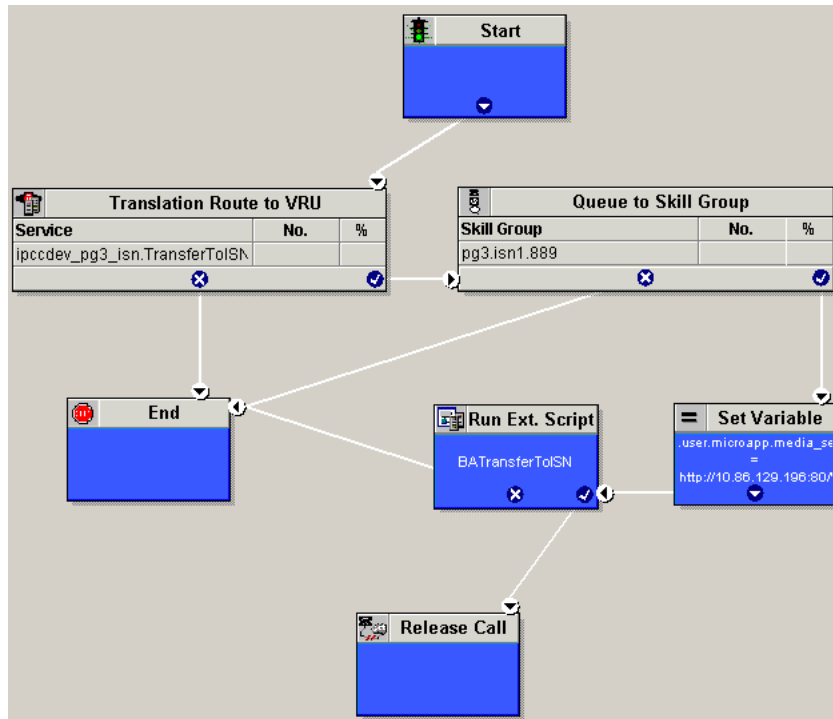 Start
Translation Route to VRU
Service No. %
ipccdev_pg3_isn.TransferToISN
Queue to Skill Group
Skill Group No. %
pg3.isn1.889
End
Run Ext. Script
BATransferToISN
Set Variable
.user.microapp.media_se
=
http://10.86.129.196:80/
Release Call